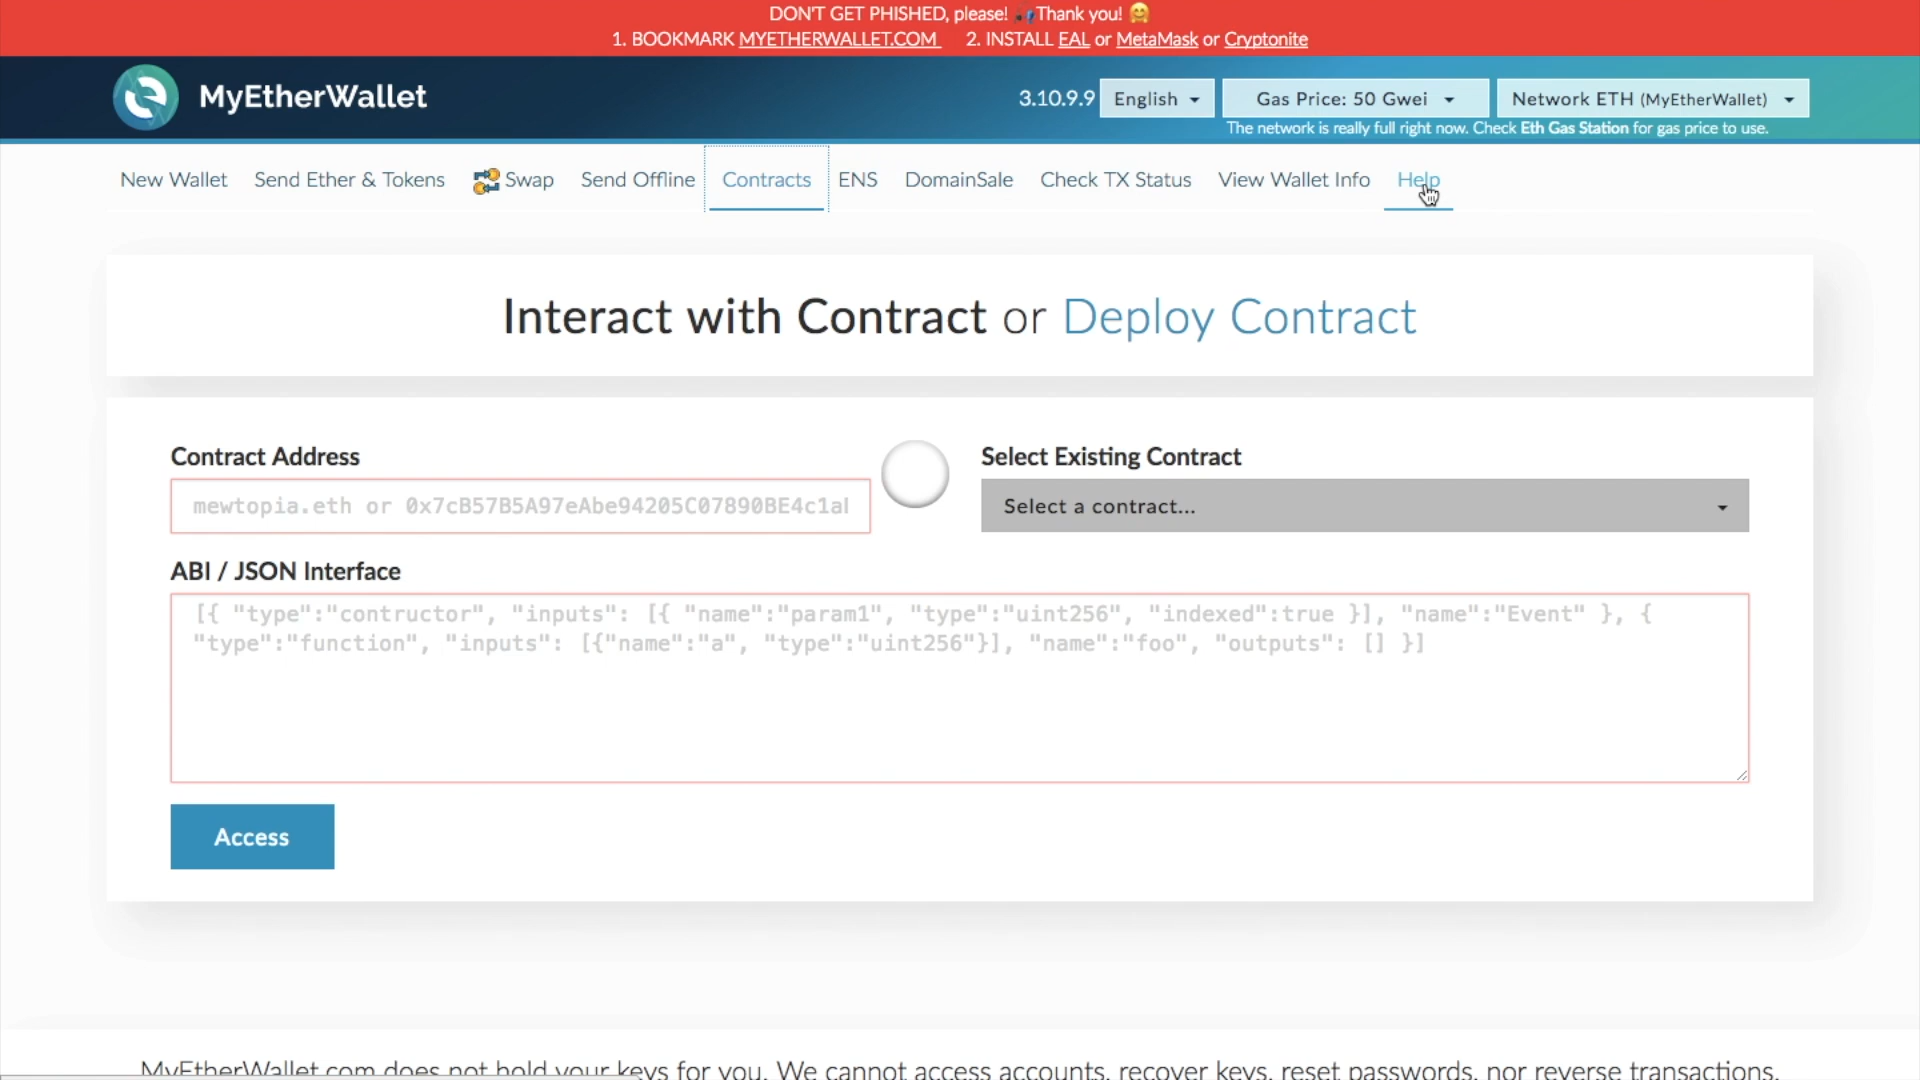 DON'T GET PHISHED, please! 🎣 Thank you! 🤗
1. BOOKMARK MYETHERWALLET.COM 2. INSTALL EAL or MetaMask or Cryptonite
MyEtherWallet
3.10.9.9 English Gas Price: 50 Gwei Network ETH (MyEtherWallet)
The network is really full right now. Check Eth Gas Station for gas price to use.
New Wallet Send Ether & Tokens Swap Send Offline Contracts ENS DomainSale Check TX Status View Wallet Info Help
Interact with Contract or Deploy Contract
Contract Address
mewtopia.eth or 0x7cB57B5A97eAbe94205C07890BE4c1al
Select Existing Contract
Select a contract...
ABI / JSON Interface
[{ "type":"contructor", "inputs": [{ "name":"param1", "type":"uint256", "indexed":true }], "name":"Event" }, {
"type":"function", "inputs": [{"name":"a", "type":"uint256"}], "name":"foo", "outputs": [] }]
Access
MyEtherWallet.com does not hold your keys for you. We cannot access accounts, recover keys, reset passwords, nor reverse transactions.